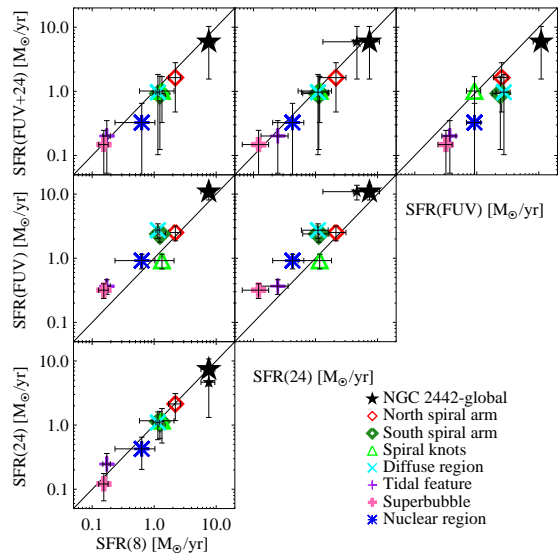 SFR(FUV+24) [M⊙/yr]
10.0
1.0
0.1
SFR(FUV) [M⊙/yr]
SFR(FUV) [M⊙/yr]
10.0
1.0
0.1
SFR(24) [M⊙/yr]
SFR(24) [M⊙/yr]
10.0
1.0
0.1
0.1 1.0 10.0
SFR(8) [M⊙/yr]
NGC 2442-global
North spiral arm
South spiral arm
Spiral knots
Diffuse region
Tidal feature
Superbubble
Nuclear region